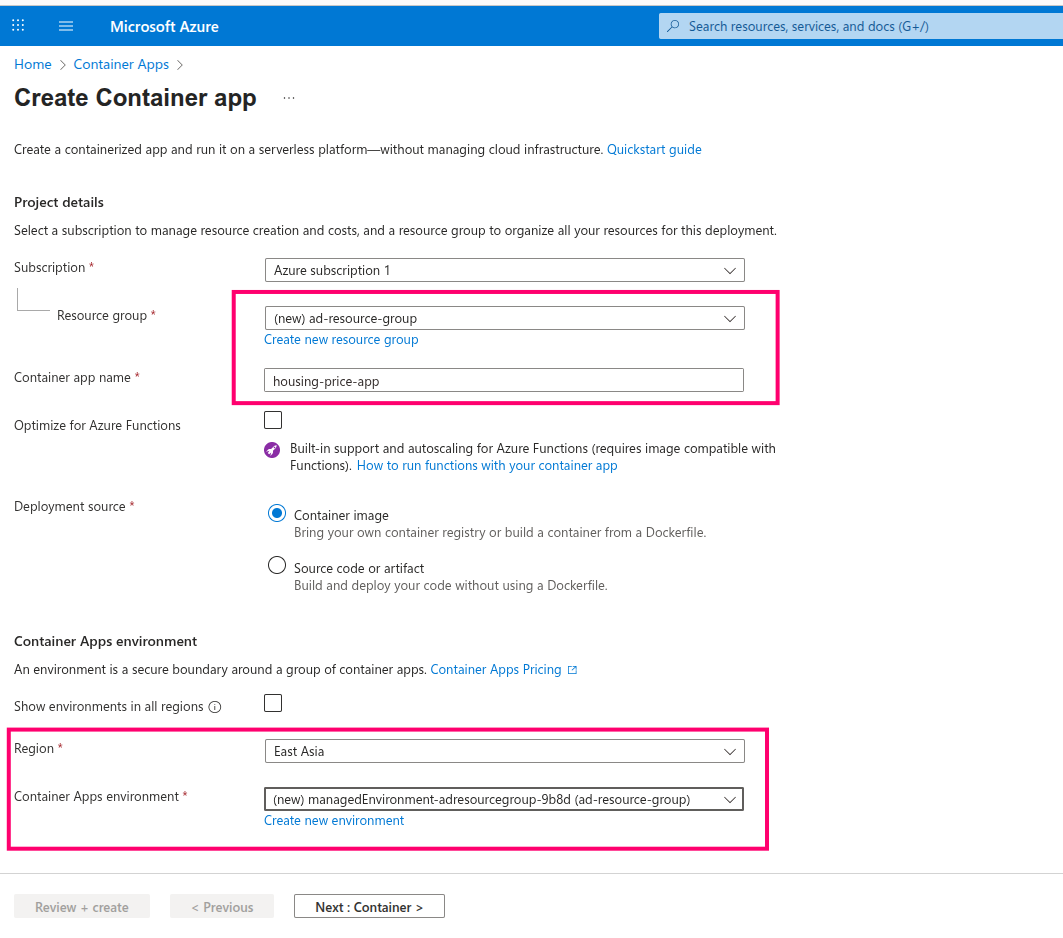 Microsoft Azure
Search resources, services, and docs (G+/)
Home > Container Apps >
Create Container app ...
Create a containerized app and run it on a serverless platform—without managing cloud infrastructure. Quickstart guide
Project details
Select a subscription to manage resource creation and costs, and a resource group to organize all your resources for this deployment.
Subscription *
Azure subscription 1
Resource group *
(new) ad-resource-group
Create new resource group
Container app name *
housing-price-app
Optimize for Azure Functions
Built-in support and autoscaling for Azure Functions (requires image compatible with
Functions). How to run functions with your container app
Deployment source *
Container image
Bring your own container registry or build a container from a Dockerfile.
Source code or artifact
Build and deploy your code without using a Dockerfile.
Container Apps environment
An environment is a secure boundary around a group of container apps. Container Apps Pricing
Show environments in all regions
Region *
East Asia
Container Apps environment *
(new) managedEnvironment-adresourcegroup-9b8d (ad-resource-group)
Create new environment
Review + create
< Previous
Next : Container >